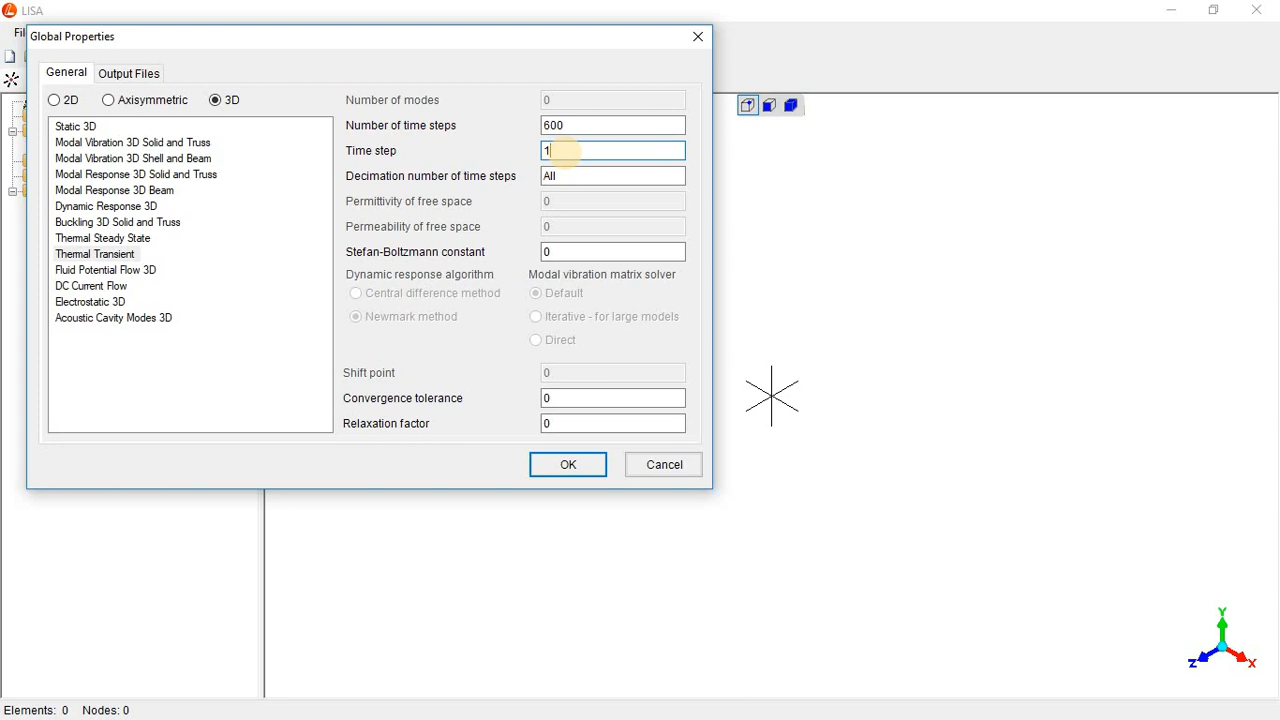 LISA
Fil
Global Properties
General
Output Files
2D
Axisymmetric
3D
Static 3D
Modal Vibration 3D Solid and Truss
Modal Vibration 3D Shell and Beam
Modal Response 3D Solid and Truss
Modal Response 3D Beam
Dynamic Response 3D
Buckling 3D Solid and Truss
Thermal Steady State
Thermal Transient
Fluid Potential Flow 3D
DC Current Flow
Electrostatic 3D
Acoustic Cavity Modes 3D
Number of modes 0
Number of time steps 600
Time step 1
Decimation number of time steps All
Permittivity of free space 0
Permeability of free space 0
Stefan-Boltzmann constant 0
Dynamic response algorithm
Central difference method
Newmark method
Modal vibration matrix solver
Default
Iterative - for large models
Direct
Shift point 0
Convergence tolerance 0
Relaxation factor 0
OK
Cancel
Y
Z
X
Elements: 0 Nodes: 0